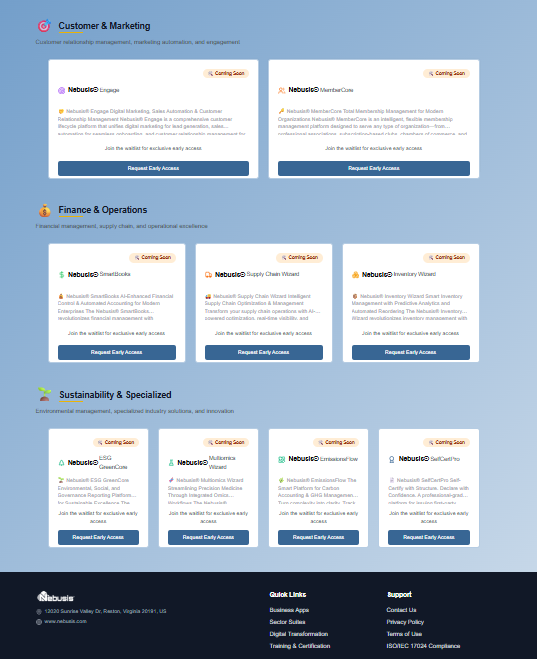 Customer & Marketing
Customer relationship management, marketing automation, and engagement
Coming Soon
Coming Soon
Nebusis® Engage
Nebusis® MemberCore
Nebusis® Engage Digital Marketing, Sales Automation & Customer
Lifecycle Management Nebusis® Engage is a comprehensive customer
lifecycle platform that unifies digital marketing for lead generation, sales
automation for seamless onboarding, and customer relationship management for
Nebusis® MemberCore Total Membership Management for Modern
Organizations Nebusis® MemberCore is an intelligent, flexible membership
management platform designed to serve any type of organization—from
professional associations, subscription-based clubs, chambers of commerce, and
Join the waitlist for exclusive early access
Join the waitlist for exclusive early access
Request Early Access
Request Early Access
Finance & Operations
Financial management, supply chain, and operational excellence
Coming Soon
Coming Soon
Coming Soon
Nebusis® SmartBooks
Nebusis® Supply Chain Wizard
Nebusis® Inventory Wizard
Nebusis® SmartBooks AI-Enhanced Financial
Control & Automated Accounting for Modern
Enterprises The Nebusis® SmartBooks...
revolutionizes financial management with
Nebusis® Supply Chain Wizard Intelligent
Supply Chain Optimization & Management
Transform your supply chain operations with AI-...
powered optimization, real-time visibility, and
Nebusis® Inventory Wizard Smart Inventory
Management with Predictive Analytics and
Automated Reordering The Nebusis® Inventory...
Wizard revolutionizes inventory management with
Join the waitlist for exclusive early access
Join the waitlist for exclusive early access
Join the waitlist for exclusive early access
Request Early Access
Request Early Access
Request Early Access
Sustainability & Specialized
Environmental management, specialized industry solutions, and innovation
Coming Soon
Coming Soon
Coming Soon
Coming Soon
Nebusis® ESG
GreenCore
Nebusis® Multiomics
Wizard
Nebusis® EmissionsFlow
Nebusis® SelfCertPro
Nebusis® ESG GreenCore
Environmental, Social, and
Governance Reporting Platform...
for Sustainable Excellence The
Nebusis® Multiomics Wizard
Streamlining Precision Medicine
Through Integrated Omics...
Workflows The Nebusis®
Nebusis® EmissionsFlow The
Smart Platform for Carbon
Accounting & GHG Managemen...
Turn complexity into clarity. Track
Nebusis® SelfCertPro Self-
Certify with Structure. Declare with
Confidence. A professional-grad...
platform for issuing first-party
Join the waitlist for exclusive early
access
Join the waitlist for exclusive early
access
Join the waitlist for exclusive early
access
Join the waitlist for exclusive early
access
Request Early Access
Request Early Access
Request Early Access
Request Early Access
Nebusis
12020 Sunrise Valley Dr, Reston, Virginia 20191, US
www.nebusis.com
Quick Links
Business Apps
Sector Suites
Digital Transformation
Training & Certification
Support
Contact Us
Privacy Policy
Terms of Use
ISO/IEC 17024 Compliance